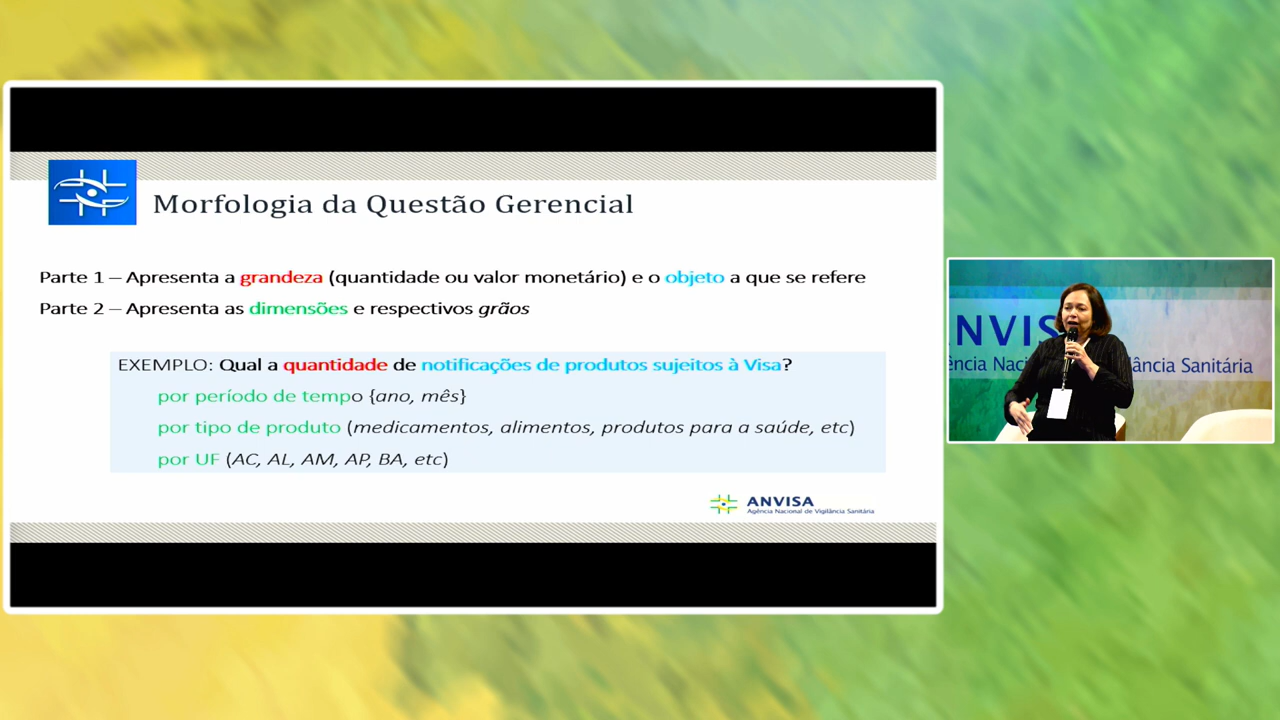 Morfologia da Questão Gerencial
Parte 1 – Apresenta a grandeza (quantidade ou valor monetário) e o objeto a que se refere
Parte 2 – Apresenta as dimensões e respectivos grãos
EXEMPLO: Qual a quantidade de notificações de produtos sujeitos à Visa?
por período de tempo {ano, mês}
por tipo de produto (medicamentos, alimentos, produtos para a saúde, etc)
por UF (AC, AL, AM, AP, BA, etc)
ANVISA
Agência Nacional de Vigilância Sanitária
ANVIS
ência Nac ilância Sanitária